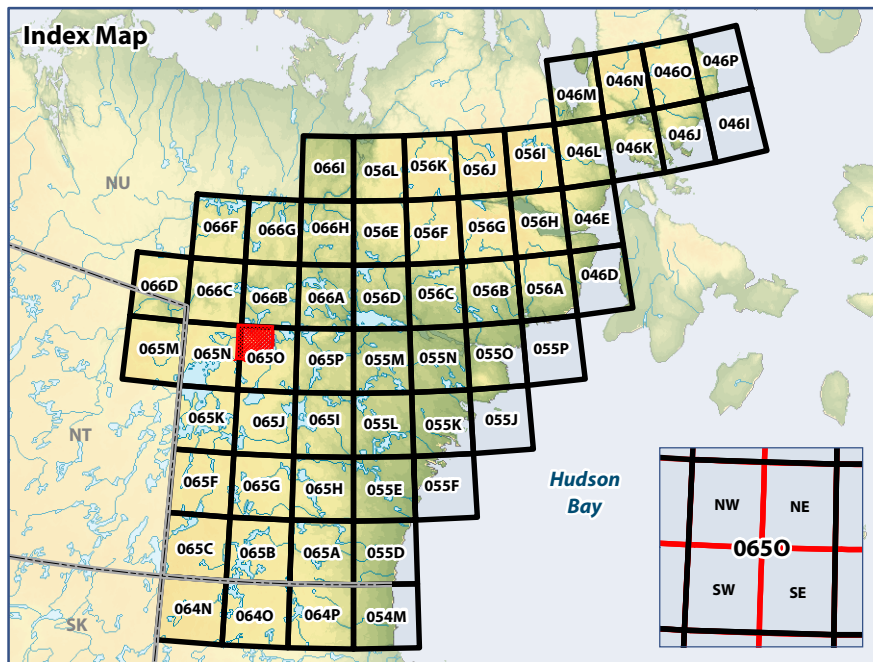 Index Map
046M 046N 046O 046P
066I 056L 056K 056J 056I 046L 046K 046J 046I
NU
066F 066G 066H 056E 056F 056G 056H 046E
066D 066C 066B 066A 056D 056C 056B 056A 046D
065M 065N 065O 065P 055M 055N 055O 055P
065K 065J 065I 055L 055K 055J
NT
065F 065G 065H 055E 055F
Hudson
Bay
065C 065B 065A 055D
064N 064O 064P 054M
SK
NW NE
065O
SW SE